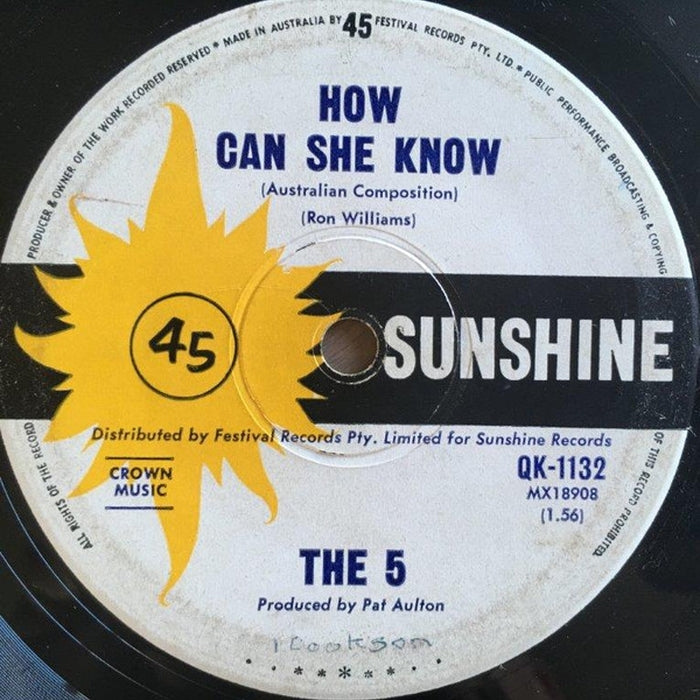 PRODUCER & OWNER OF THE WORK RECORDED RESERVED * MADE IN AUSTRALIA BY 45 FESTIVAL RECORDS PTY. LTD. * PUBLIC PERFORMANCE BROADCASTING & COPYING
HOW
CAN SHE KNOW
(Australian Composition)
(Ron Williams)
45
SUNSHINE
Distributed by Festival Records Pty. Limited for Sunshine Records
CROWN
MUSIC
QK-1132
MX18908
(1.56)
ALL RIGHTS OF THE RECORD
OF THIS RECORD PROHIBITED.
THE 5
Produced by Pat Aulton